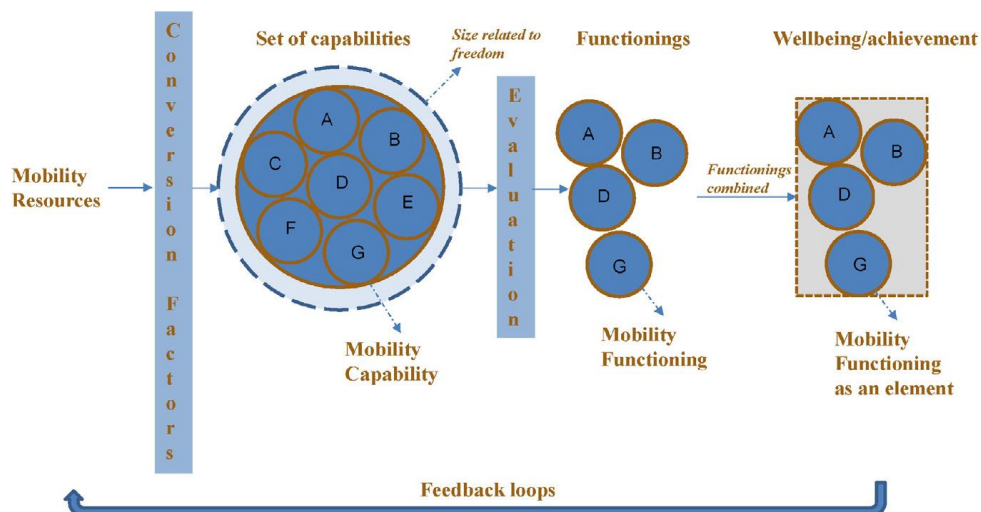 Mobility
Resources
Conversion Factors
Set of capabilities
Size related to
freedom
A
B
C
D
E
F
G
Mobility
Capability
Evaluation
Functionings
A
B
D
G
Mobility
Functioning
Functionings
combined
Wellbeing/achievement
A
B
D
G
Mobility
Functioning
as an element
Feedback loops